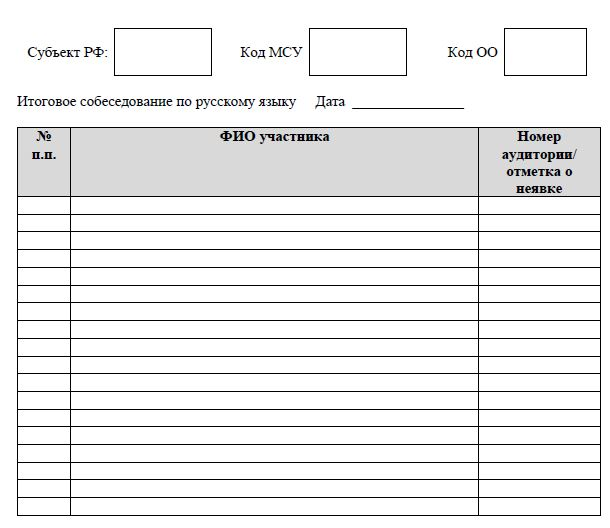 Субъект РФ: Код МСУ Код ОО
Итоговое собеседование по русскому языку Дата ______________
№ п.п.
ФИО участника
Номер
аудитории/
отметка о
неявке